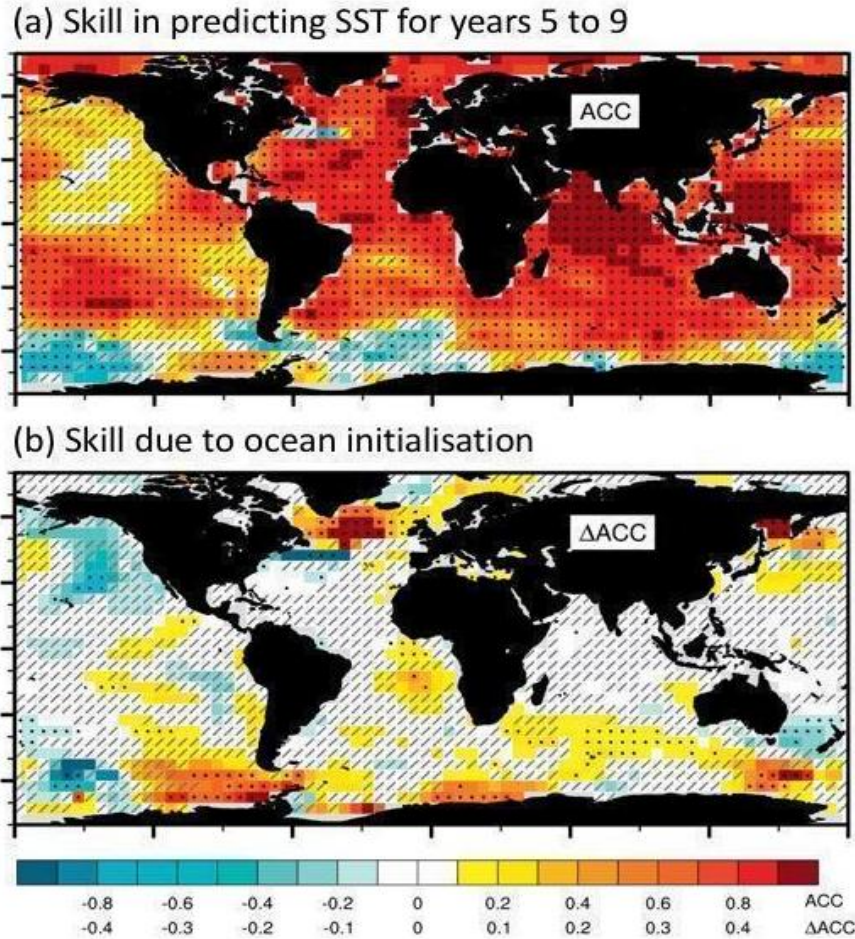 (a) Skill in predicting SST for years 5 to 9
ACC
(b) Skill due to ocean initialisation
ΔACC
-0.8 -0.6 -0.4 -0.2 0 0.2 0.4 0.6 0.8 ACC
-0.4 -0.3 -0.2 -0.1 0 0.1 0.2 0.3 0.4 ΔACC